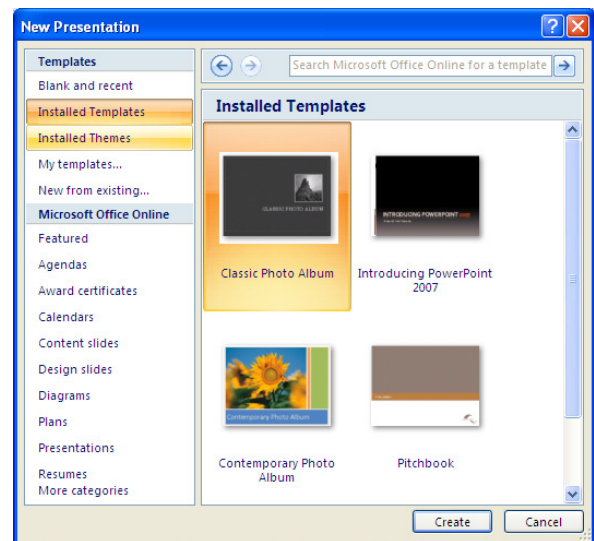 New Presentation
Templates
Blank and recent
Installed Templates
Installed Themes
My templates...
New from existing...
Microsoft Office Online
Featured
Agendas
Award certificates
Calendars
Content slides
Design slides
Diagrams
Plans
Presentations
Resumes
More categories
Search Microsoft Office Online for a template
Installed Templates
CLASSIC PHOTO ALBUM
INTRODUCING POWERPOINT 2007
Classic Photo Album
Introducing PowerPoint
2007
Contemporary Photo Album
Contemporary Photo
Album
Pitchbook
Create
Cancel